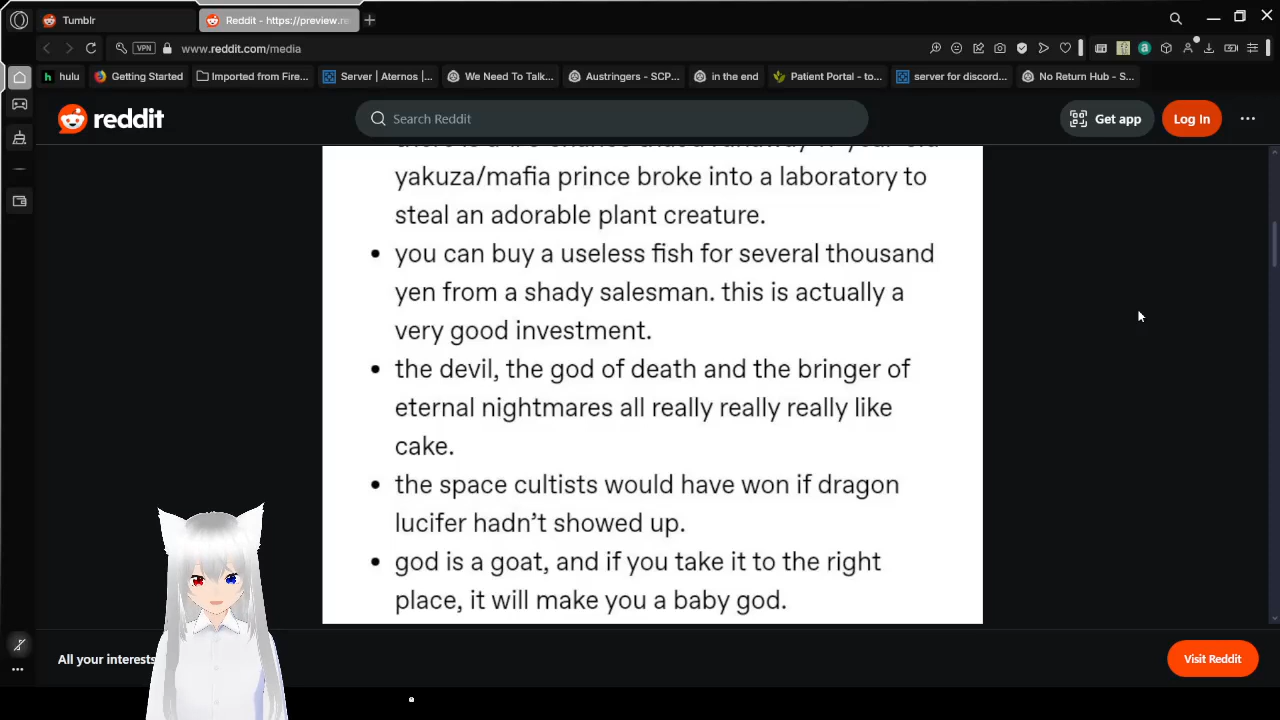 Tumblr
Reddit - https://preview.re
VPN
www.reddit.com/media
hulu
Getting Started
Imported from Fire...
Server | Aternos |...
We Need To Talk...
Austringers - SCP...
in the end
Patient Portal - to...
server for discord...
No Return Hub - S...
reddit
Search Reddit
Get app
Log In
yakuza/mafia prince broke into a laboratory to
steal an adorable plant creature.
• you can buy a useless fish for several thousand
yen from a shady salesman. this is actually a
very good investment.
• the devil, the god of death and the bringer of
eternal nightmares all really really really like
cake.
• the space cultists would have won if dragon
lucifer hadn't showed up.
• god is a goat, and if you take it to the right
place, it will make you a baby god.
All your interests
Visit Reddit